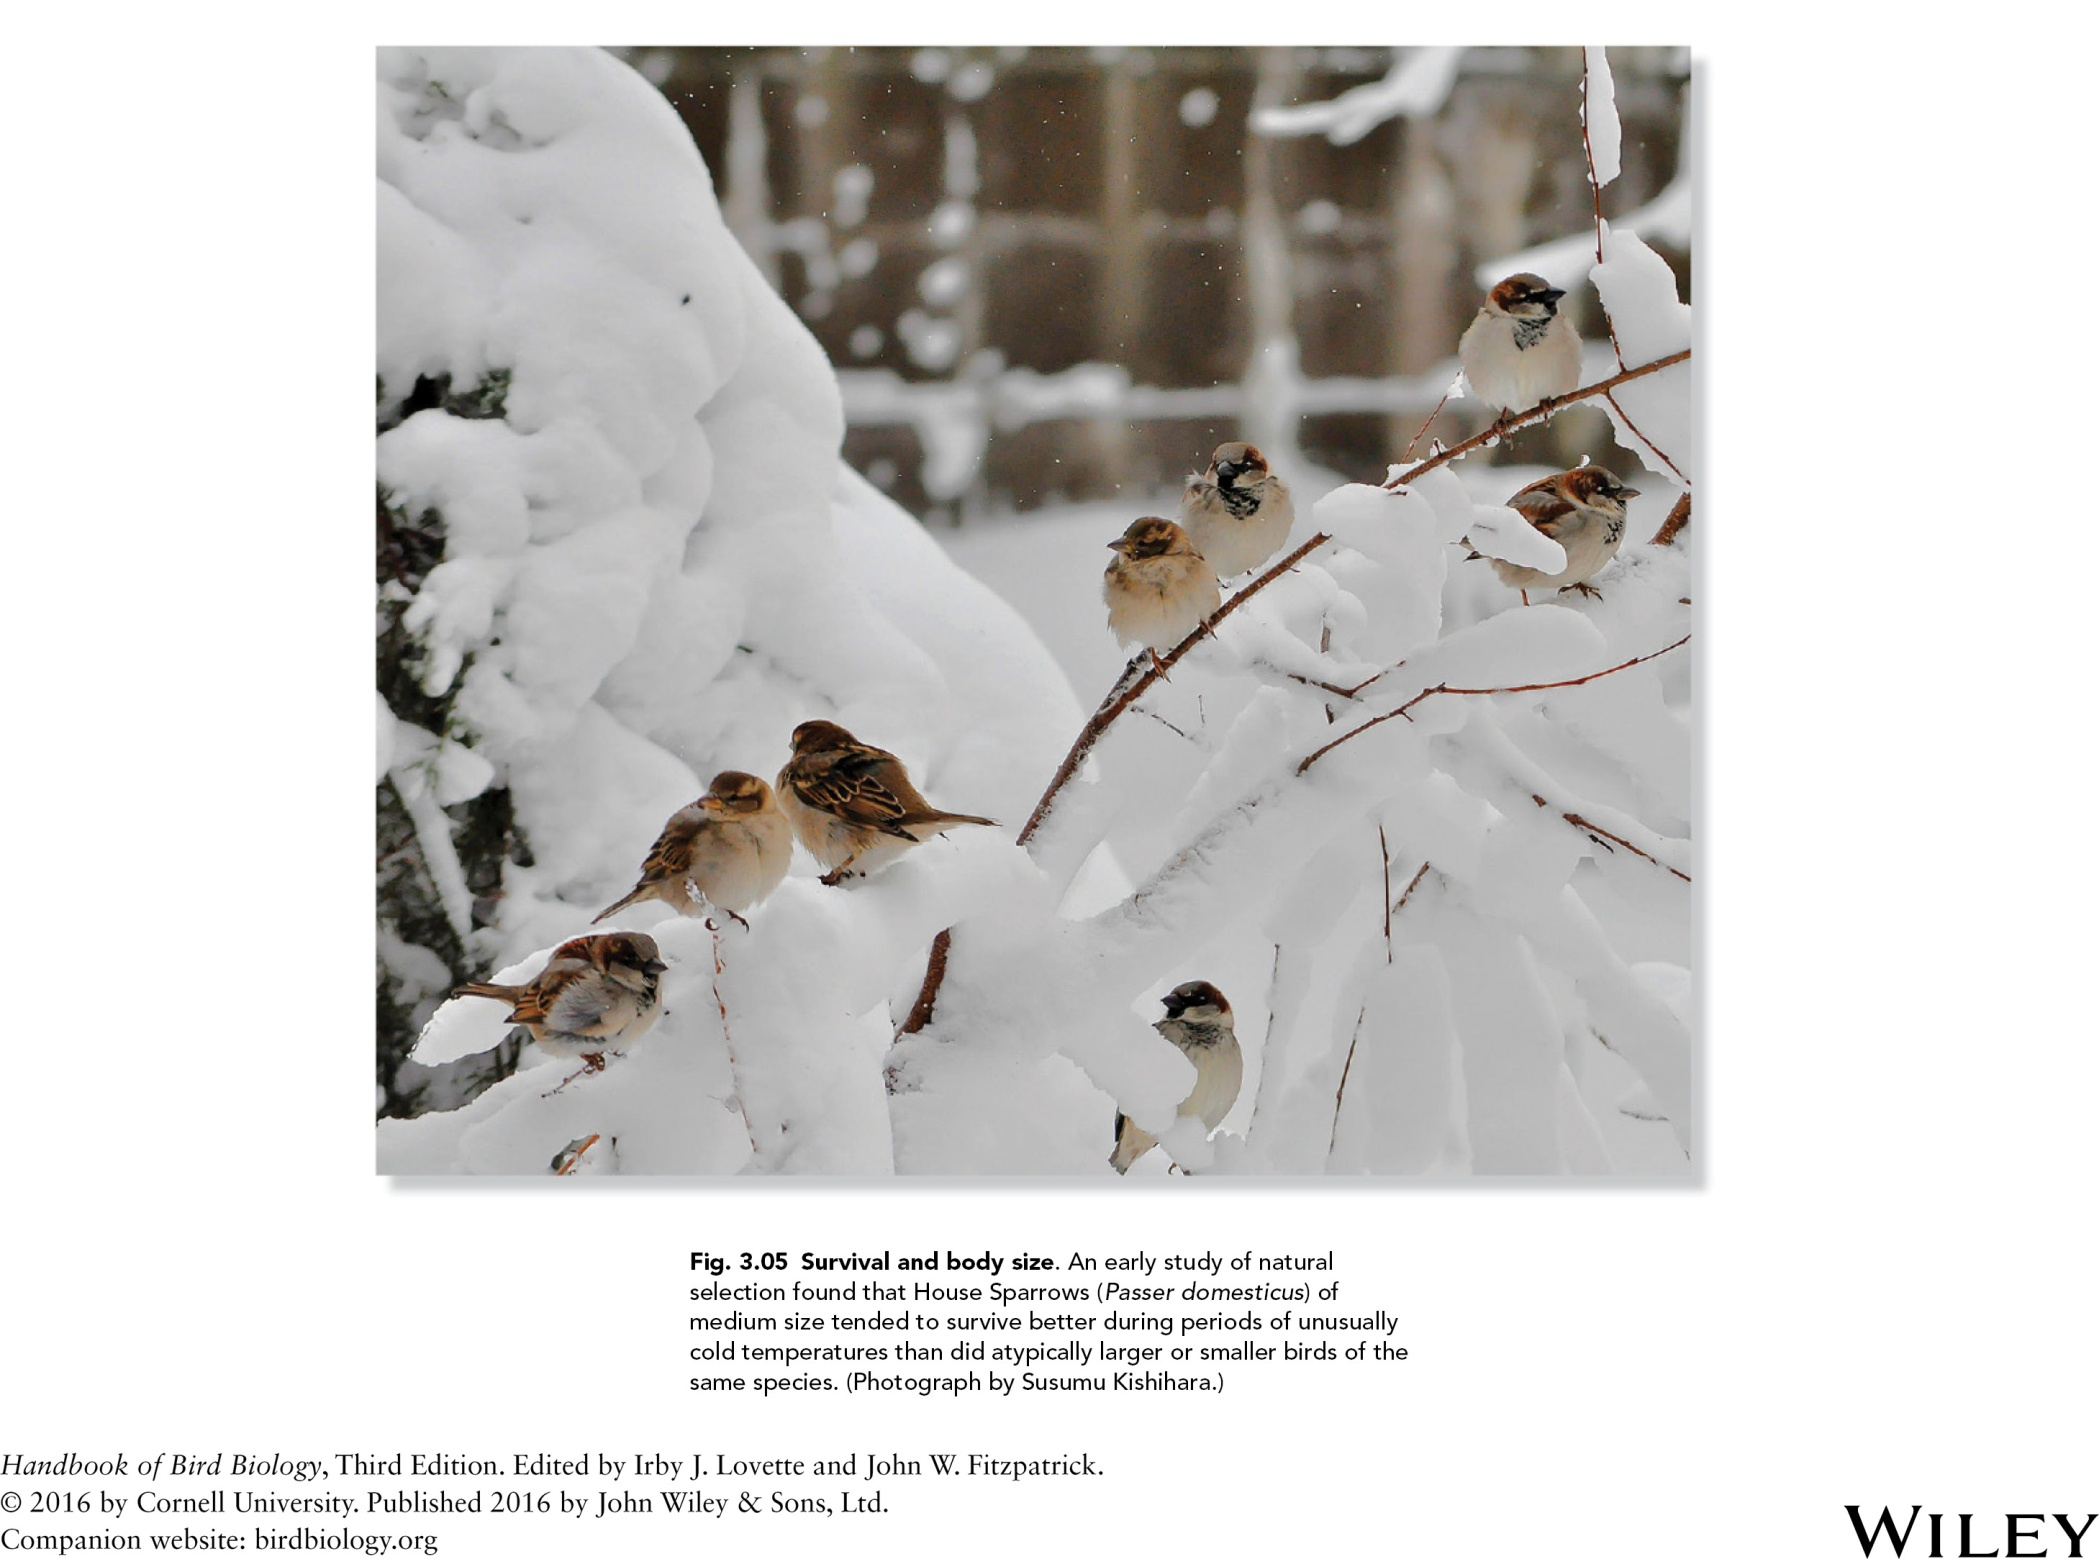 Fig. 3.05 Survival and body size. An early study of natural
selection found that House Sparrows (Passer domesticus) of
medium size tended to survive better during periods of unusually
cold temperatures than did atypically larger or smaller birds of the
same species. (Photograph by Susumu Kishihara.)
Handbook of Bird Biology, Third Edition. Edited by Irby J. Lovette and John W. Fitzpatrick.
© 2016 by Cornell University. Published 2016 by John Wiley & Sons, Ltd.
Companion website: birdbiology.org
WILEY